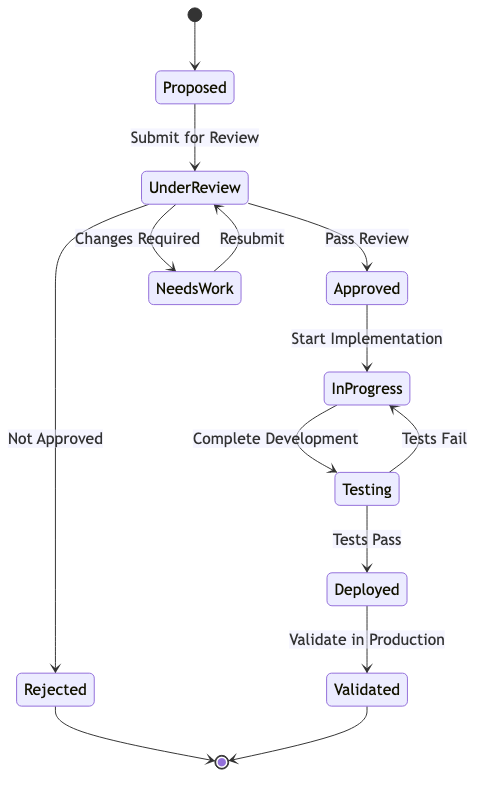 Proposed
Submit for Review
UnderReview
Changes Required
Resubmit
Pass Review
NeedsWork
Approved
Start Implementation
InProgress
Not Approved
Complete Development
Tests Fail
Testing
Tests Pass
Deployed
Validate in Production
Rejected
Validated